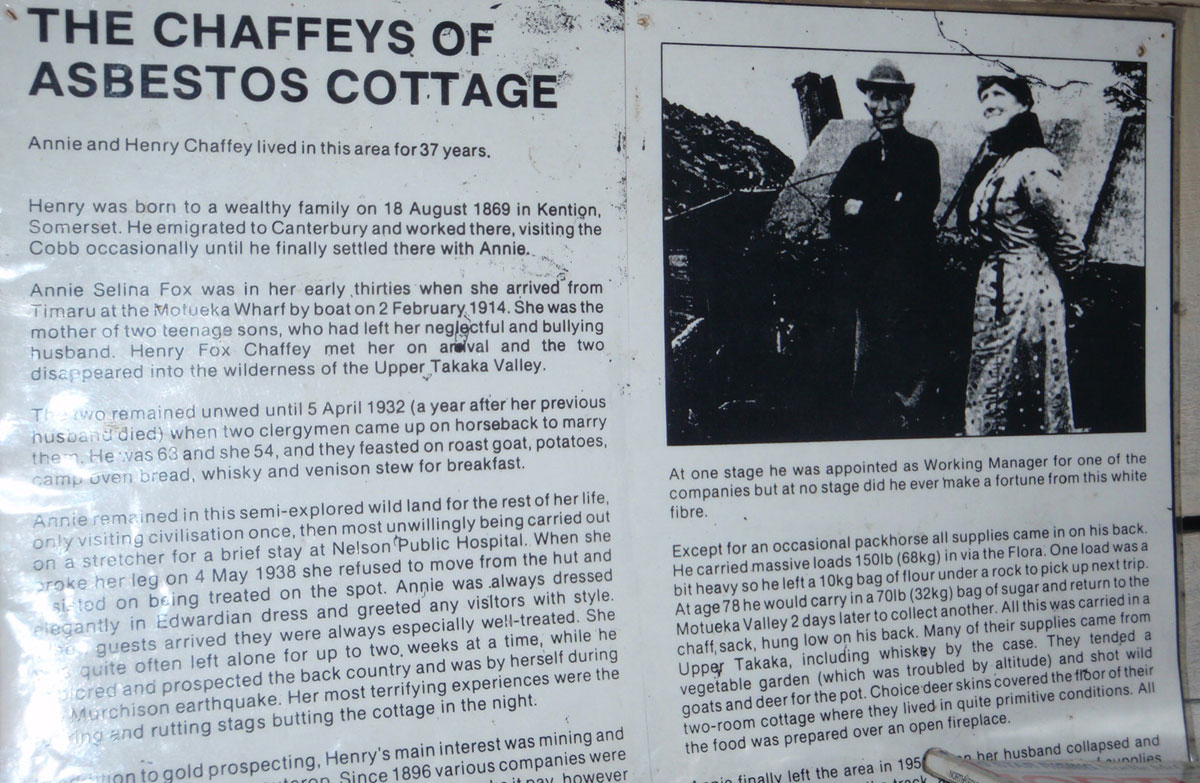 THE CHAFFEYS OF
ASBESTOS COTTAGE
Annie and Henry Chaffey lived in this area for 37 years.
Henry was born to a wealthy family on 18 August 1869 in Kention,
Somerset. He emigrated to Canterbury and worked there, visiting the
Cobb occasionally until he finally settled there with Annie.
Annie Selina Fox was in her early thirties when she arrived from
Timaru at the Motueka Wharf by boat on 2 February 1914. She was the
mother of two teenage sons, who had left her neglectful and bullying
husband. Henry Fox Chaffey met her on arrival and the two
disappeared into the wilderness of the Upper Takaka Valley.
The two remained unwed until 5 April 1932 (a year after her previous
husband died) when two clergymen came up on horseback to marry
them. He was 63 and she 54, and they feasted on roast goat, potatoes,
camp oven bread, whisky and venison stew for breakfast.
Annie remained in this semi-explored wild land for the rest of her life,
only visiting civilisation once, then most unwillingly being carried out
on a stretcher for a brief stay at Nelson Public Hospital. When she
broke her leg on 4 May 1938 she refused to move from the hut and
on being treated on the spot. Annie was always dressed
elegantly in Edwardian dress and greeted any visitors with style.
guests arrived they were always especially well-treated. She
quite often left alone for up to two weeks at a time, while he
and prospected the back country and was by herself during
Murchison earthquake. Her most terrifying experiences were the
and rutting stags butting the cottage in the night.
to gold prospecting, Henry's main interest was mining and
Since 1896 various companies were
pay, however
At one stage he was appointed as Working Manager for one of the
companies but at no stage did he ever make a fortune from this white
fibre.
Except for an occasional packhorse all supplies came in on his back.
He carried massive loads 150lb (68kg) in via the Flora. One load was a
bit heavy so he left a 10kg bag of flour under a rock to pick up next trip.
At age 78 he would carry in a 70lb (32kg) bag of sugar and return to the
Motueka Valley 2 days later to collect another. All this was carried in a
chaff sack, hung low on his back. Many of their supplies came from
Upper Takaka, including whiskey by the case. They tended a
vegetable garden (which was troubled by altitude) and shot wild
goats and deer for the pot. Choice deer skins covered the floor of their
two-room cottage where they lived in quite primitive conditions. All
the food was prepared over an open fireplace.
Annie finally left the area in her husband collapsed and
supplies